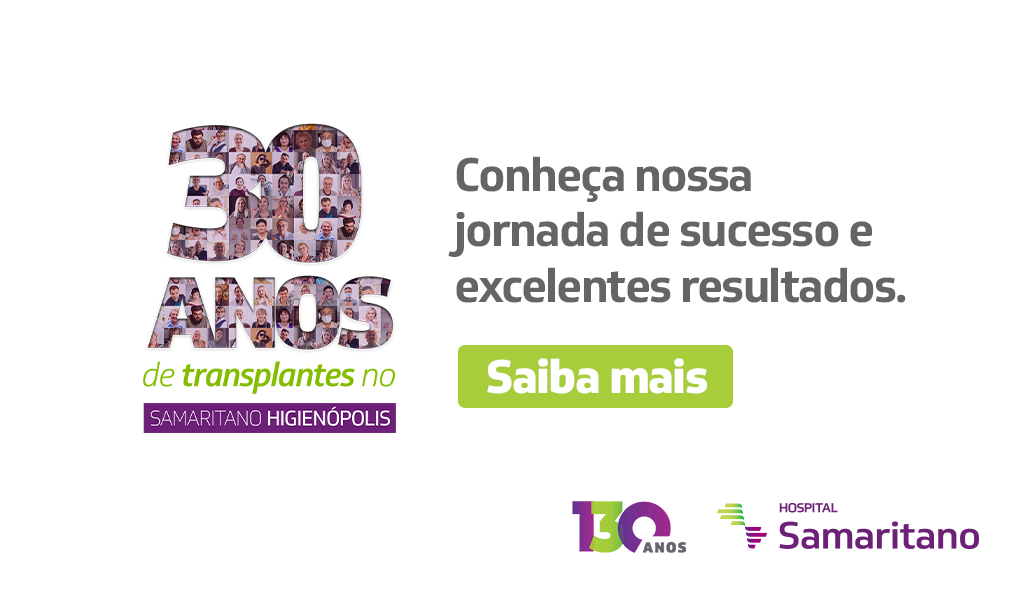 30
ANOS
de transplantes no
SAMARITANO HIGIENÓPOLIS
Conheça nossa
jornada de sucesso e
excelentes resultados.
Saiba mais
130
ANOS
HOSPITAL
Samaritano